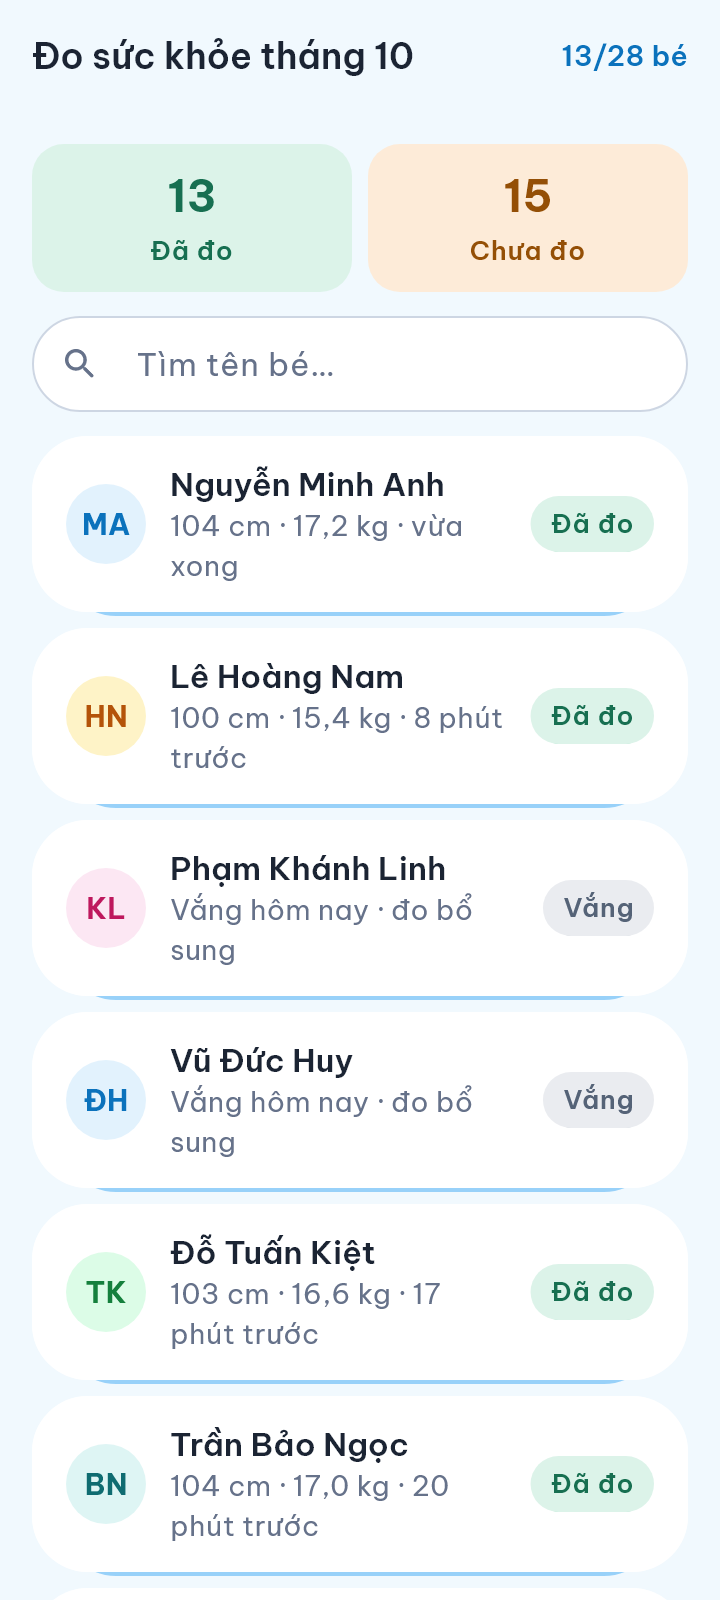 Đo sức khỏe tháng 10
13/28 bé
13
Đã đo
15
Chưa đo
Tìm tên bé...
MA
Nguyễn Minh Anh
104 cm · 17,2 kg · vừa
xong
Đã đo
HN
Lê Hoàng Nam
100 cm · 15,4 kg · 8 phút
trước
Đã đo
KL
Phạm Khánh Linh
Vắng hôm nay · đo bổ
sung
Vắng
ĐH
Vũ Đức Huy
Vắng hôm nay · đo bổ
sung
Vắng
TK
Đỗ Tuấn Kiệt
103 cm · 16,6 kg · 17
phút trước
Đã đo
BN
Trần Bảo Ngọc
104 cm · 17,0 kg · 20
phút trước
Đã đo